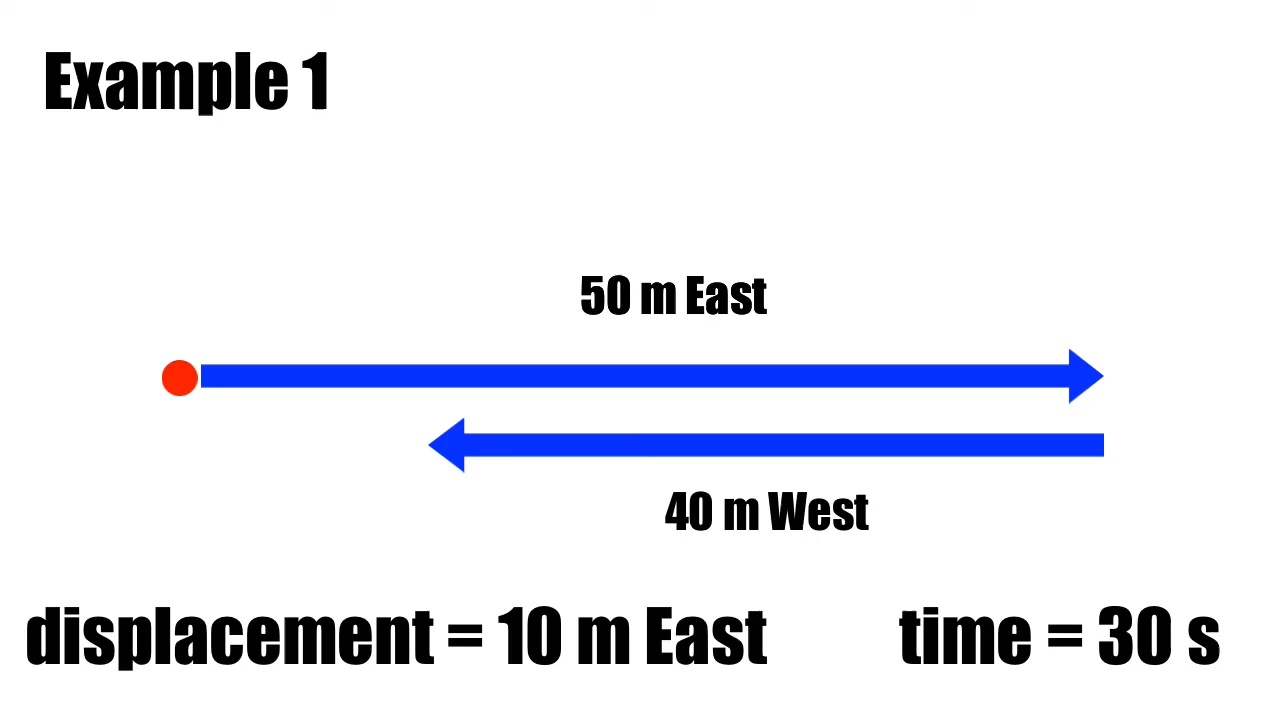 Example 1
50 m East
40 m West
displacement = 10 m East time = 30 s